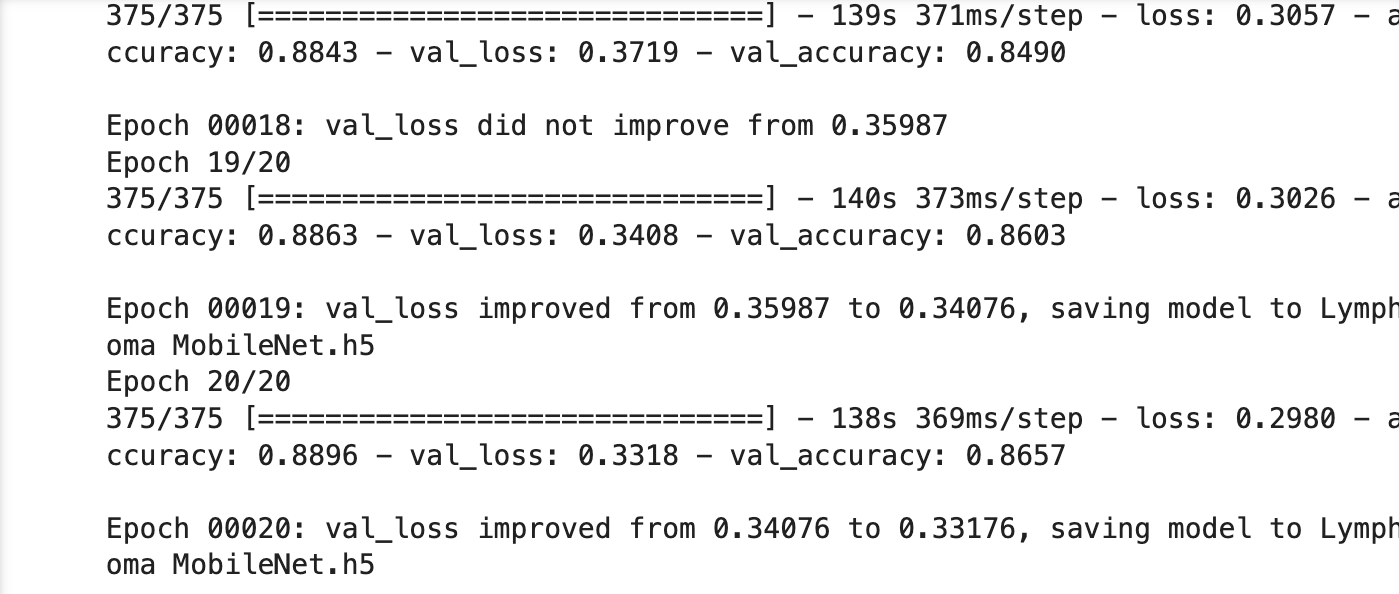 375/375 [==============================] - 139s 371ms/step - loss: 0.3057 - a
ccuracy: 0.8843 - val_loss: 0.3719 - val_accuracy: 0.8490
Epoch 00018: val_loss did not improve from 0.35987
Epoch 19/20
375/375 [==============================] - 140s 373ms/step - loss: 0.3026 - a
ccuracy: 0.8863 - val_loss: 0.3408 - val_accuracy: 0.8603
Epoch 00019: val_loss improved from 0.35987 to 0.34076, saving model to Lymph
oma MobileNet.h5
Epoch 20/20
375/375 [==============================] - 138s 369ms/step - loss: 0.2980 - a
ccuracy: 0.8896 - val_loss: 0.3318 - val_accuracy: 0.8657
Epoch 00020: val_loss improved from 0.34076 to 0.33176, saving model to Lymph
oma MobileNet.h5